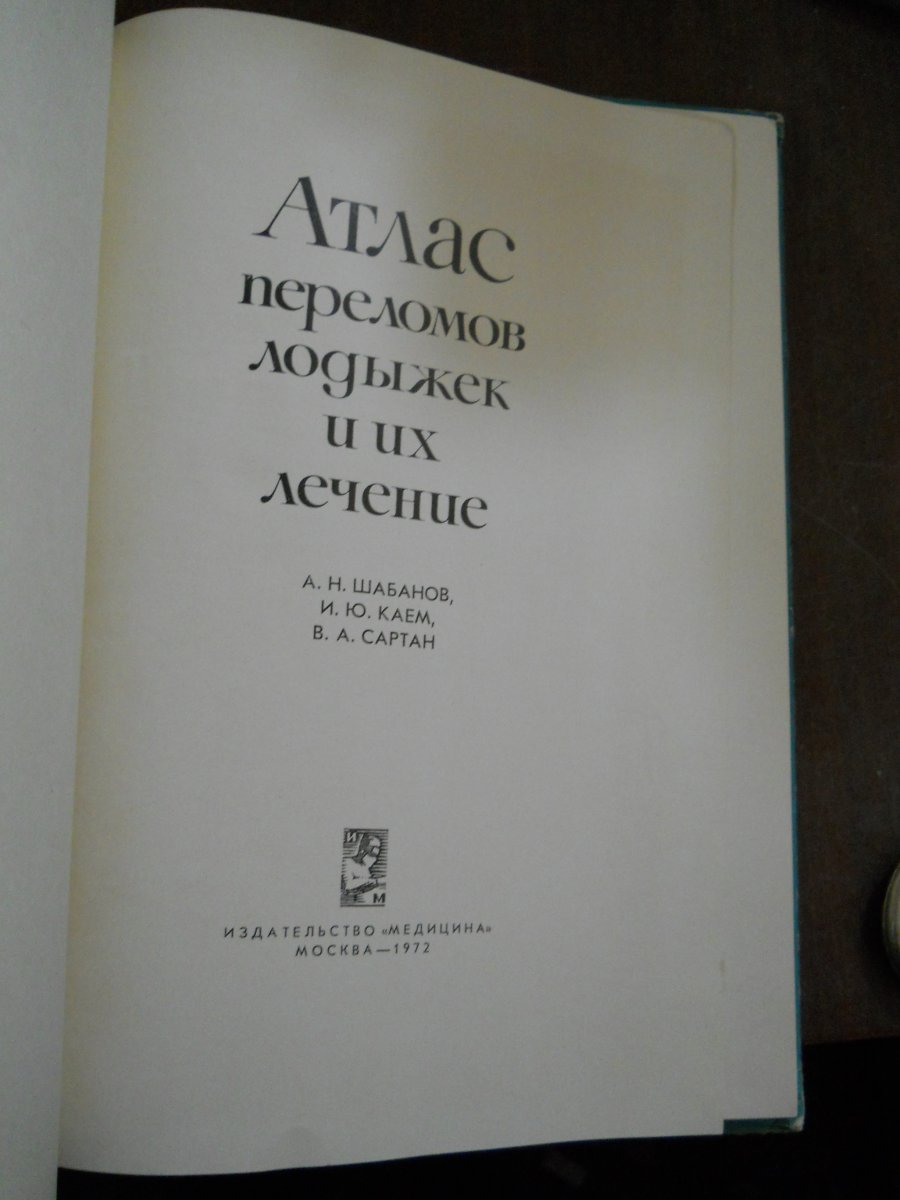 Атлас
переломов
лодыжек
и их
лечение
А. Н. ШАБАНОВ,
И. Ю. КАЕМ,
В. А. САРТАН
И
М
ИЗДАТЕЛЬСТВО «МЕДИЦИНА»
МОСКВА—1972